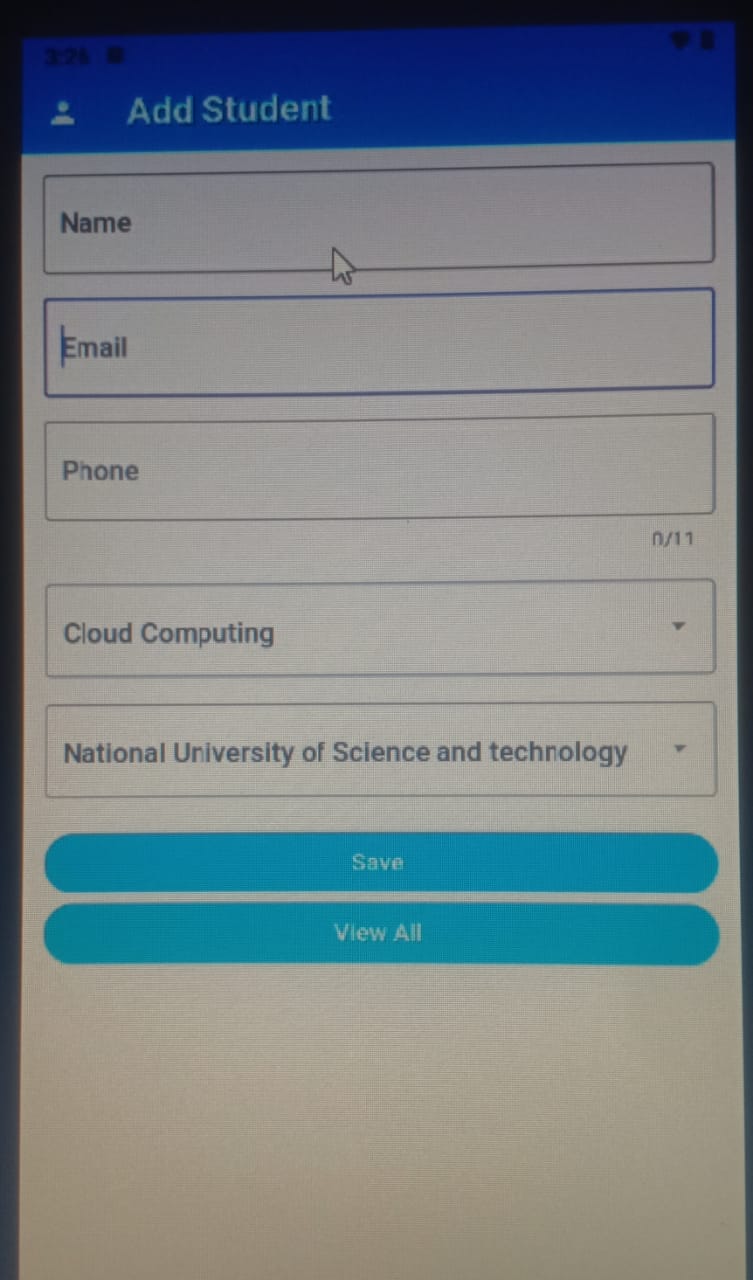 3:26
Add Student
Name
Email
Phone
0/11
Cloud Computing
National University of Science and technology
Save
View All